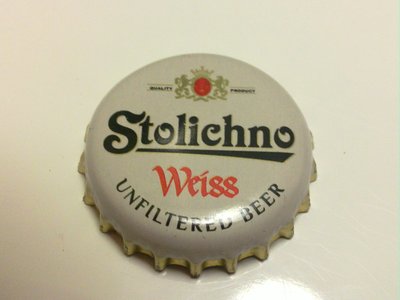 QUALITY PRODUCT
Stolichno
Weiss
UNFILTERED BEER